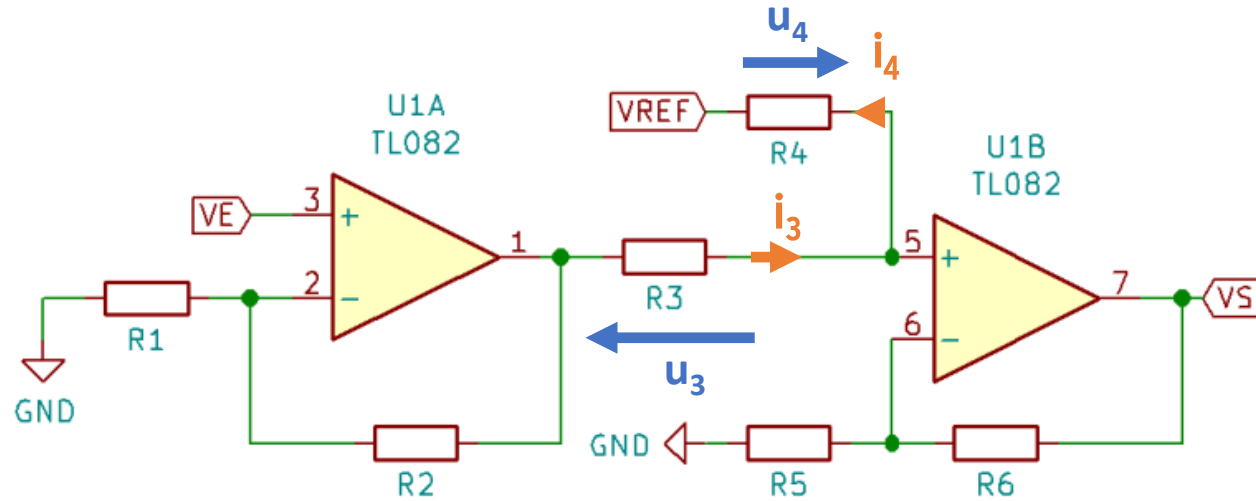 u4
i4
VREF
R4
U1A
TL082
U1B
TL082
VE
3
+
1
i3
5
+
R3
7
VS
2
−
R1
6
−
u3
GND
GND
R2
R5
R6